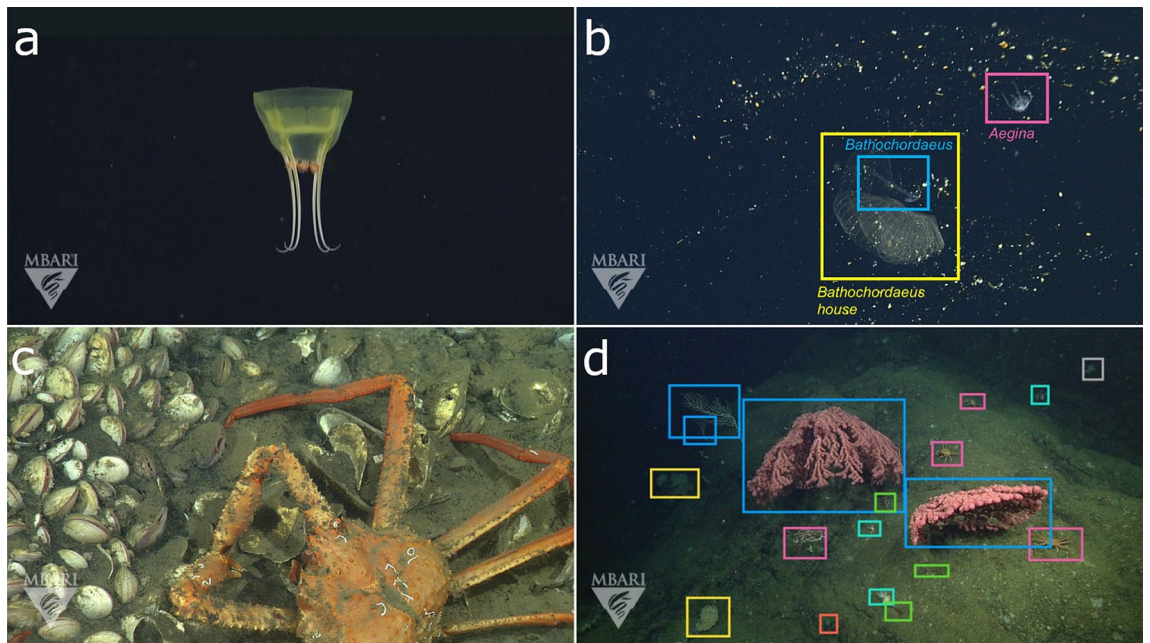 a
MBARI
b
Aegina
Bathochordaeus
Bathochordaeus
house
MBARI
c
MBARI
d
MBARI